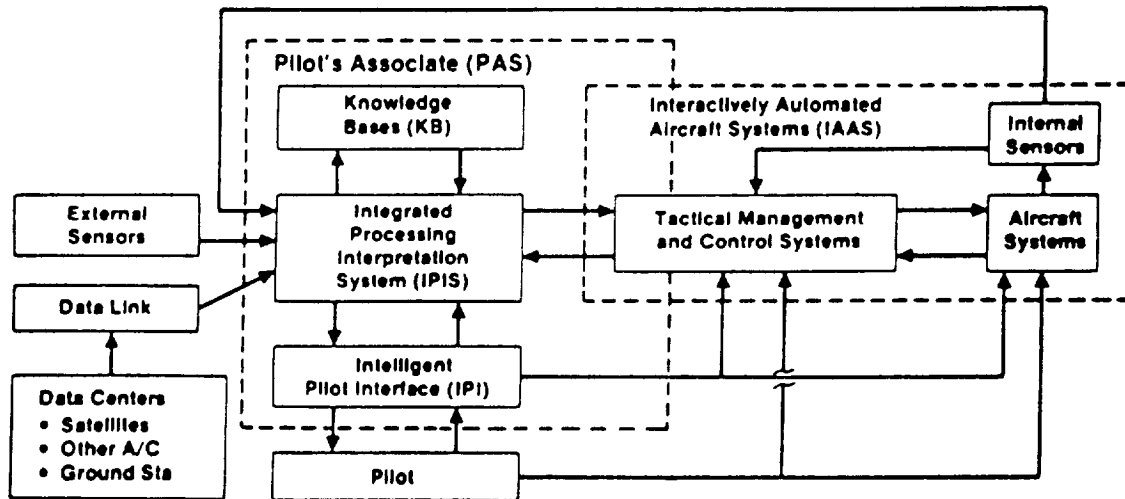 Pilot's Associate (PAS)
Knowledge
Bases (KB)
Interactively Automated
Aircraft Systems (IAAS)
Internal
Sensors
External
Sensors
Integrated
Processing
Interpretation
System (IPIS)
Tactical Management
and Control Systems
Aircraft
Systems
Data Link
Intelligent
Pilot Interface (IPI)
Data Centers
• Satellites
• Other A/C
• Ground Sta
Pilot